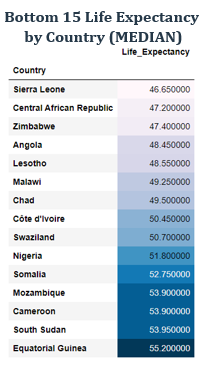 Bottom 15 Life Expectancy
by Country (MEDIAN)
Life_Expectancy
Country
Sierra Leone 46.650000
Central African Republic 47.200000
Zimbabwe 47.400000
Angola 48.450000
Lesotho 48.550000
Malawi 49.250000
Chad 49.500000
Côte d'Ivoire 50.450000
Swaziland 50.700000
Nigeria 51.800000
Somalia 52.750000
Mozambique 53.900000
Cameroon 53.900000
South Sudan 53.950000
Equatorial Guinea 55.200000